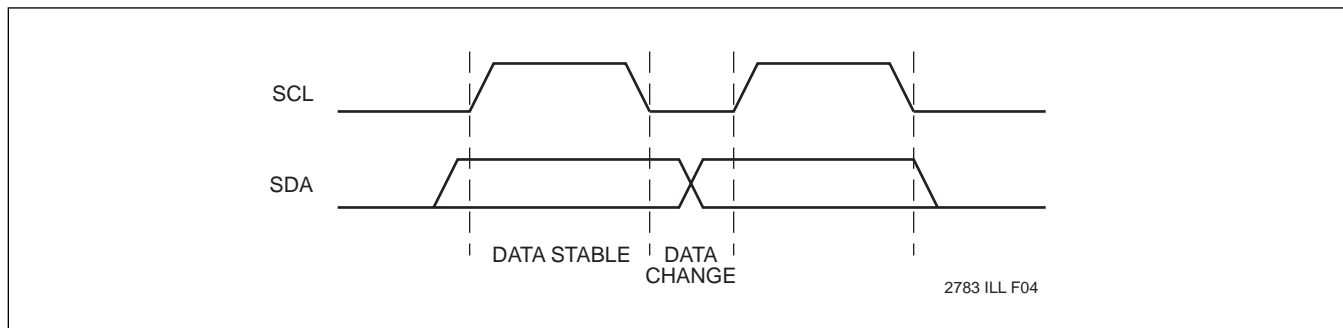 SCL
SDA
DATA STABLE
DATA
CHANGE
2783 ILL F04